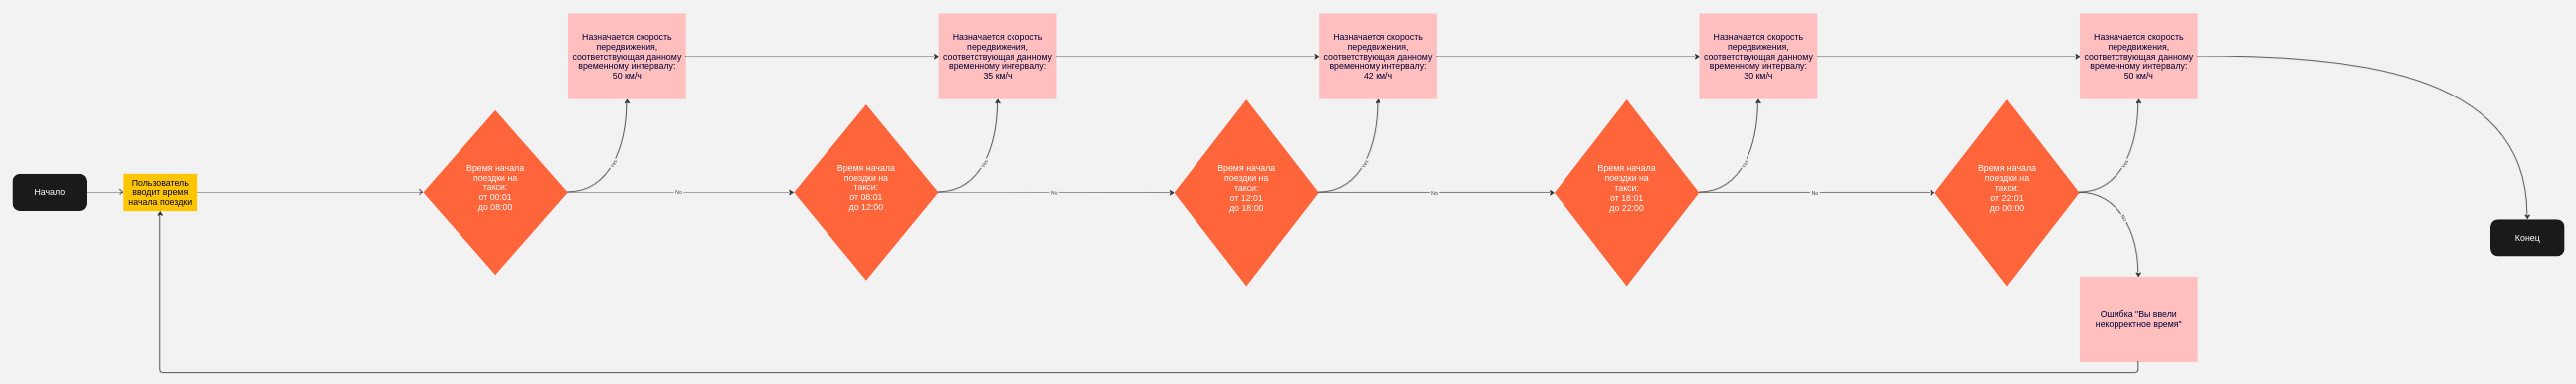 Начало
Пользователь
вводит время
начала поездки
Время начала
поездки на
такси:
от 00:01
до 08:00
Yes
No
Назначается скорость
передвижения,
соответствующая данному
временному интервалу:
50 км/ч
Время начала
поездки на
такси:
от 08:01
до 12:00
Yes
No
Назначается скорость
передвижения,
соответствующая данному
временному интервалу:
35 км/ч
Время начала
поездки на
такси:
от 12:01
до 18:00
Yes
No
Назначается скорость
передвижения,
соответствующая данному
временному интервалу:
42 км/ч
Время начала
поездки на
такси:
от 18:01
до 22:00
Yes
No
Назначается скорость
передвижения,
соответствующая данному
временному интервалу:
30 км/ч
Время начала
поездки на
такси:
от 22:01
до 00:00
Yes
No
Назначается скорость
передвижения,
соответствующая данному
временному интервалу:
50 км/ч
Ошибка "Вы ввели
некорректное время"
Конец